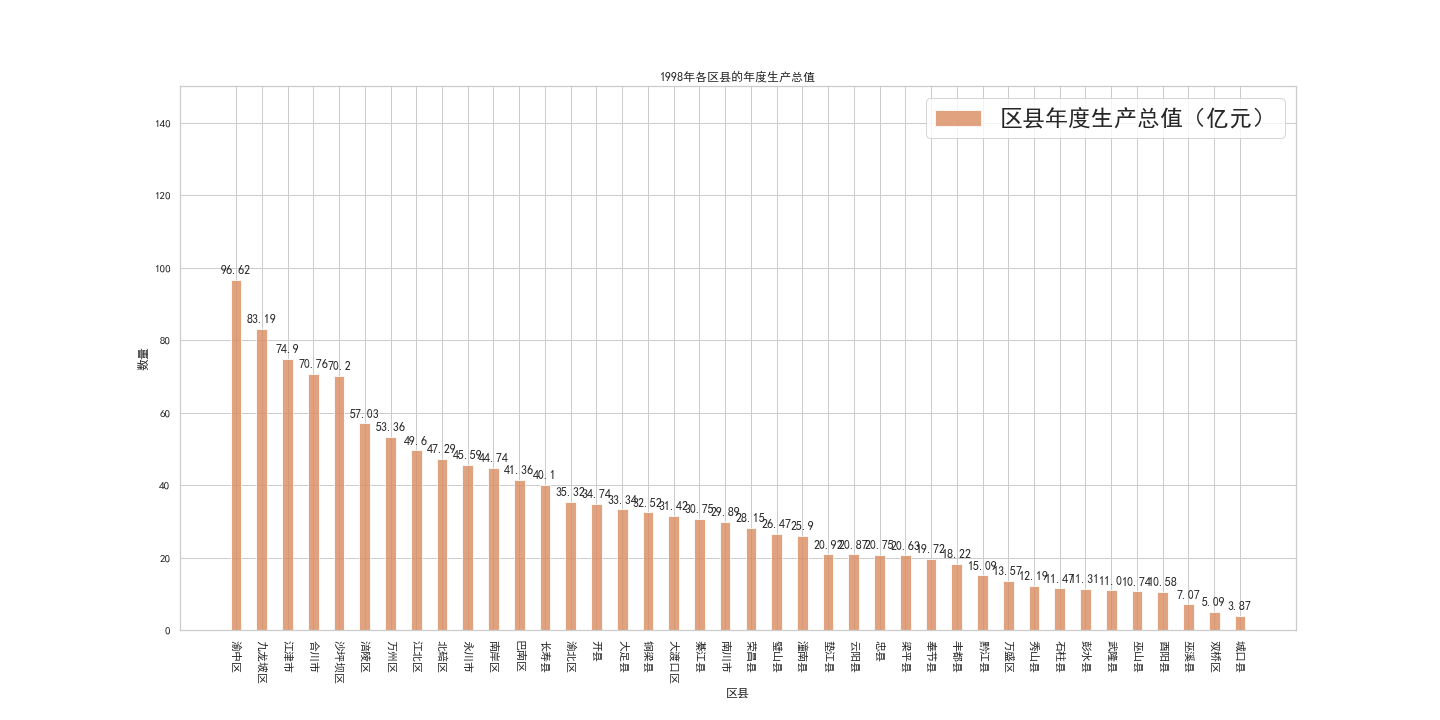 1998年各区县的年度生产总值
区县年度生产总值（亿元）
140
120
100
80
60
40
20
0
数量
96.62
83.19
74.9
70.76
70.2
57.03
53.36
49.6
47.29
45.59
44.74
41.36
40.1
35.32
34.74
33.34
32.52
31.42
30.75
29.89
28.15
26.47
25.9
20.92
20.87
20.75
20.63
19.72
18.22
15.09
13.57
12.19
11.47
11.31
11.0
10.74
10.58
7.07
5.09
3.87
渝中区
九龙坡区
江津市
合川市
沙坪坝区
涪陵区
万州区
江北区
北碚区
永川市
南岸区
巴南区
长寿县
渝北区
开县
大足县
铜梁县
大渡口区
綦江县
南川市
荣昌县
璧山县
潼南县
垫江县
云阳县
忠县
梁平县
奉节县
丰都县
黔江县
万盛区
秀山县
石柱县
彭水县
武隆县
巫山县
酉阳县
巫溪县
双桥区
城口县
区县